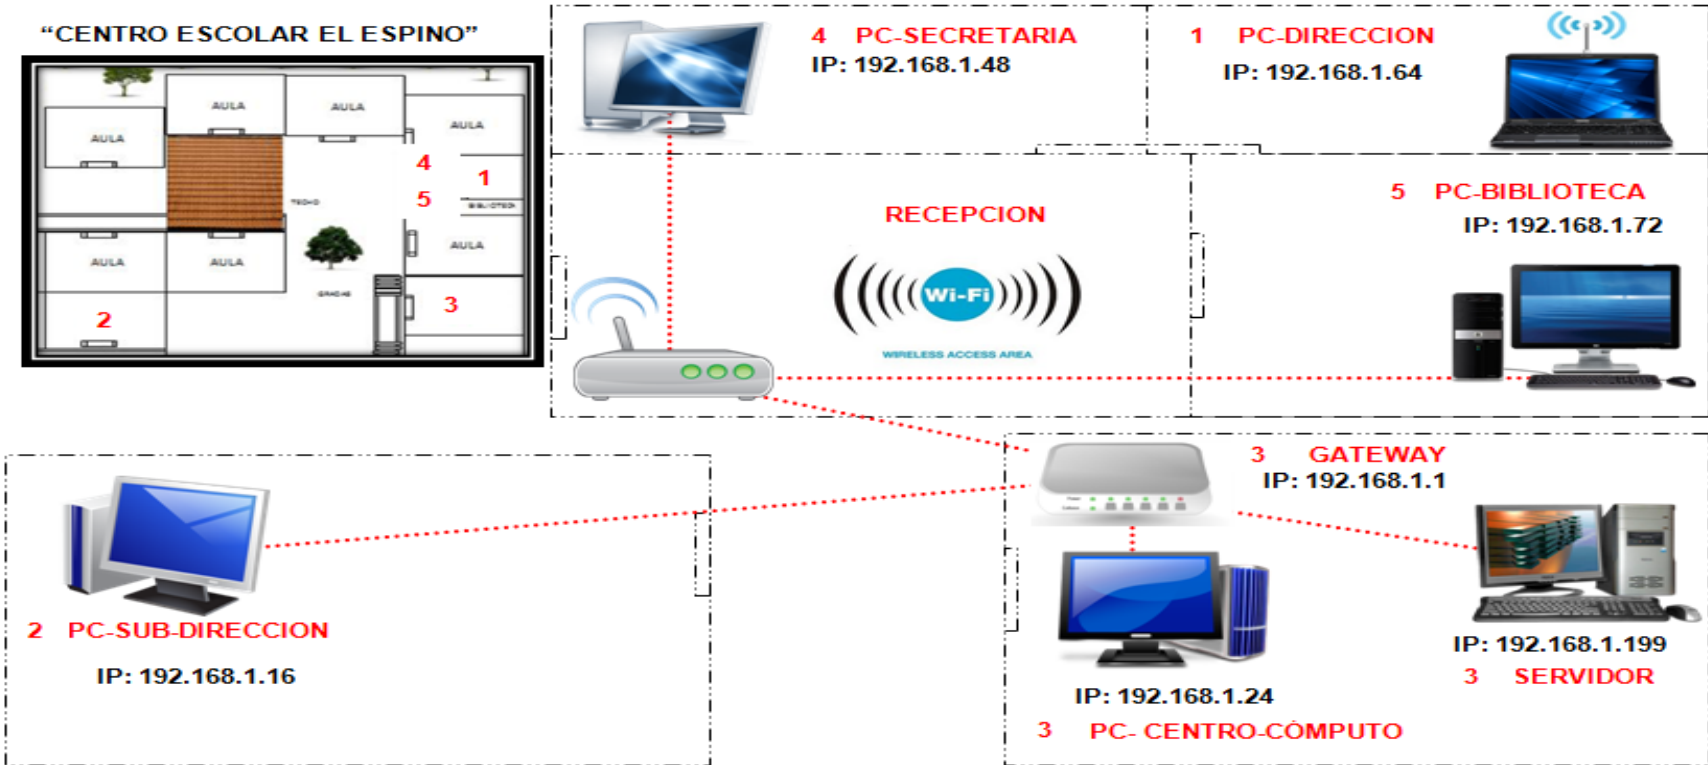 “CENTRO ESCOLAR EL ESPINO”
AULA
AULA
AULA
AULA
4
1
5
TECHO
BIBLIOTECA
AULA
AULA
AULA
GRADAS
3
2
4 PC-SECRETARIA
IP: 192.168.1.48
1 PC-DIRECCION
IP: 192.168.1.64
RECEPCION
Wi-Fi
WIRELESS ACCESS AREA
5 PC-BIBLIOTECA
IP: 192.168.1.72
2 PC-SUB-DIRECCION
IP: 192.168.1.16
3 GATEWAY
IP: 192.168.1.1
IP: 192.168.1.24
3 PC- CENTRO-CÓMPUTO
IP: 192.168.1.199
3 SERVIDOR